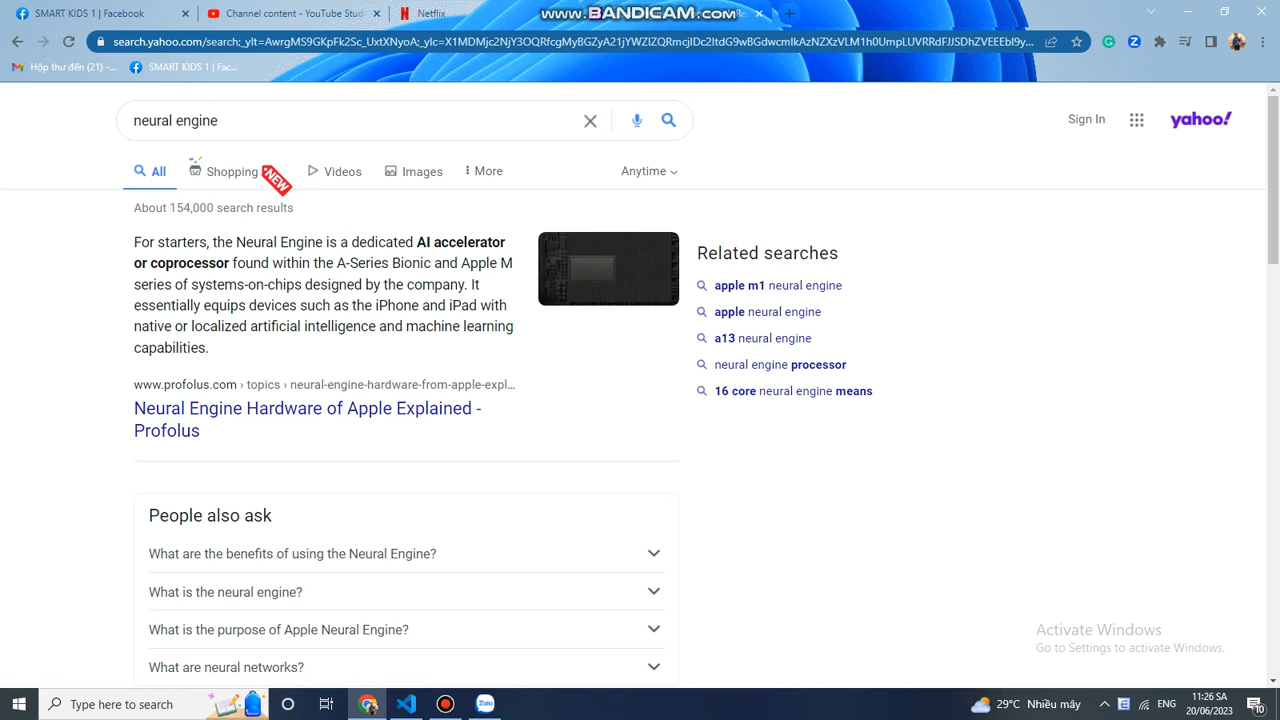 SMART KIDS 1 | Facebook
Channel content - YouTube Stud
Netflix
www.BANDICAM.com
search.yahoo.com/search;_ylt=AwrgMS9GKpFk2Sc_UxtXNyoA;_ylc=X1MDMjc2NjY3OQRfcgMyBGZyA21jYWZlZQRmcjIDc2ItdG9wBGdwcmlkAzNZXzVLM1h0UmpLUVRRdFJJSDhZVEEEbl9y...
Hộp thư đến (21) –...
SMART KIDS 1 | Fac...
neural engine
Sign In
yahoo!
All
Shopping
NEW
Videos
Images
More
Anytime
About 154,000 search results
For starters, the Neural Engine is a dedicated AI accelerator
or coprocessor found within the A-Series Bionic and Apple M
series of systems-on-chips designed by the company. It
essentially equips devices such as the iPhone and iPad with
native or localized artificial intelligence and machine learning
capabilities.
www.profolus.com › topics › neural-engine-hardware-from-apple-expl...
Neural Engine Hardware of Apple Explained -
Profolus
Related searches
apple m1 neural engine
apple neural engine
a13 neural engine
neural engine processor
16 core neural engine means
People also ask
What are the benefits of using the Neural Engine?
What is the neural engine?
What is the purpose of Apple Neural Engine?
What are neural networks?
Activate Windows
Go to Settings to activate Windows.
Type here to search
Zalo
29°C Nhiều mây
ENG
11:26 SA
20/06/2023
10